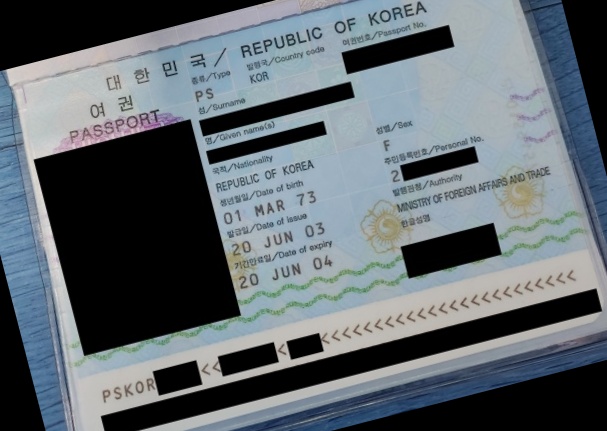 대 한 민 국 / REPUBLIC OF KOREA
여 권
PASSPORT
종류/Type 발행국/Country code 여권번호/Passport No.
PS KOR
성/Surname
명/Given name(s)
국적/Nationality 성별/Sex
REPUBLIC OF KOREA F
생년월일/Date of birth 주민등록번호/Personal No.
01 MAR 73 2
발급일/Date of issue 발행관청/Authority
20 JUN 03 MINISTRY OF FOREIGN AFFAIRS AND TRADE
기간만료일/Date of expiry 한글성명
20 JUN 04
PSKOR << < <<<<<<<<<<<<<<<<<<<<<<<<